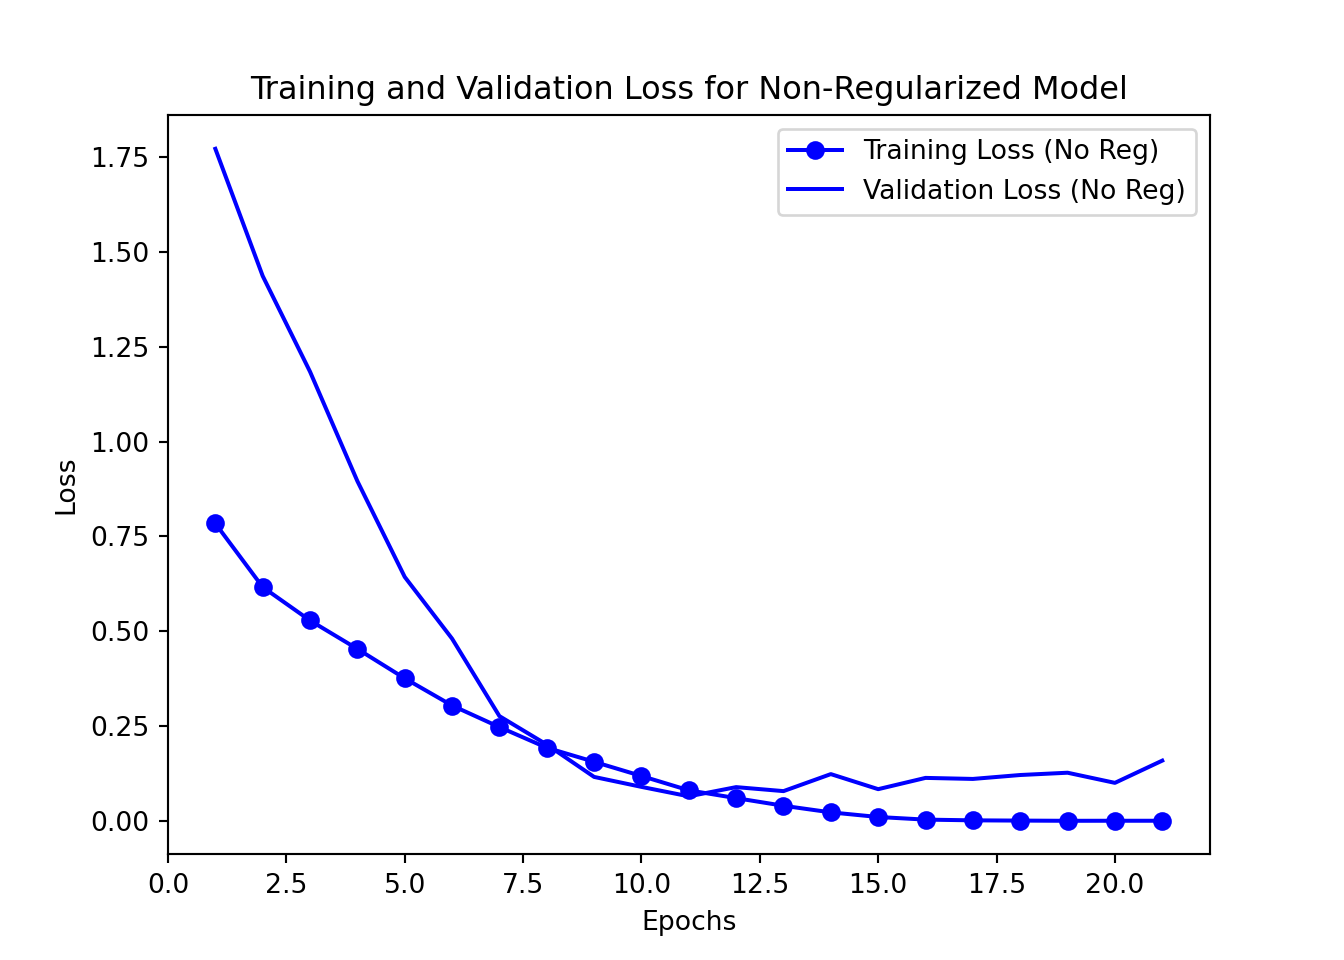 Training and Validation Loss for Non-Regularized Model
Training Loss (No Reg)
Validation Loss (No Reg)
1.75
1.50
1.25
1.00
0.75
0.50
0.25
0.00
Loss
0.0 2.5 5.0 7.5 10.0 12.5 15.0 17.5 20.0
Epochs